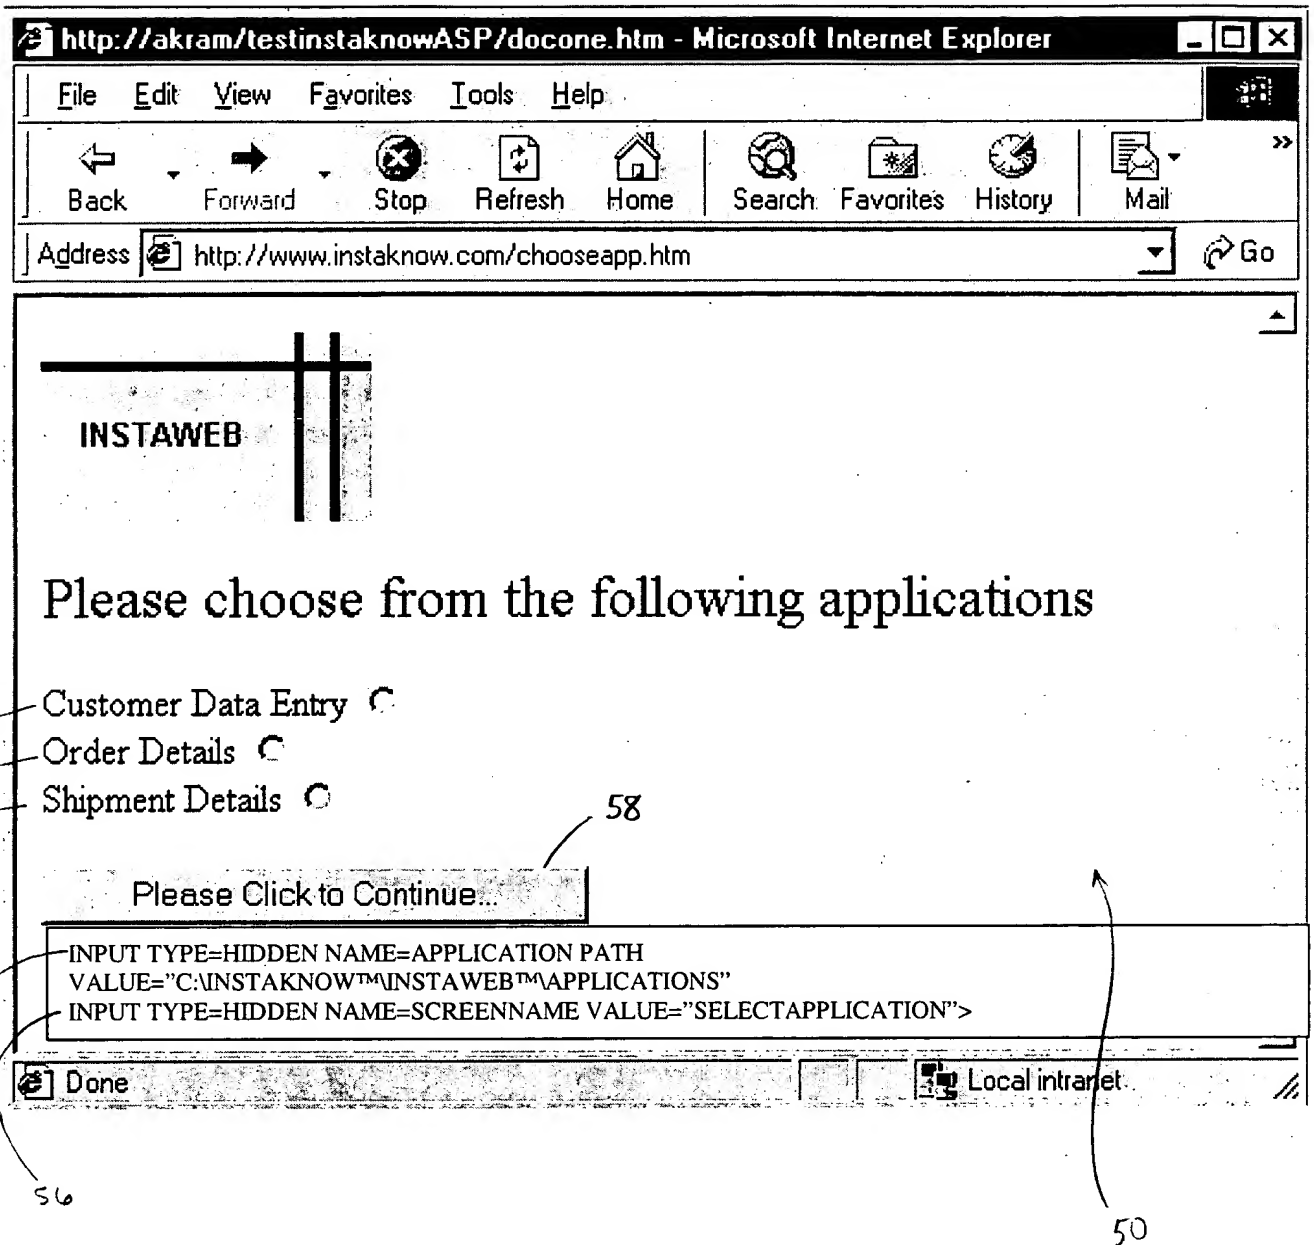 http://akram/testinstaknowASP/docone.htm - Microsoft Internet Explorer
File Edit View Favorites Tools Help
Back Forward Stop Refresh Home Search Favorites History Mail »
Address http://www.instaknow.com/chooseapp.htm Go
INSTAWEB
Please choose from the following applications
Customer Data Entry
Order Details
Shipment Details
58
Please Click to Continue...
INPUT TYPE=HIDDEN NAME=APPLICATION PATH
VALUE="C:\INSTAKNOW™\INSTAWEB™\APPLICATIONS”
INPUT TYPE=HIDDEN NAME=SCREENNAME VALUE="SELECTAPPLICATION”>
Done Local intranet
56
50